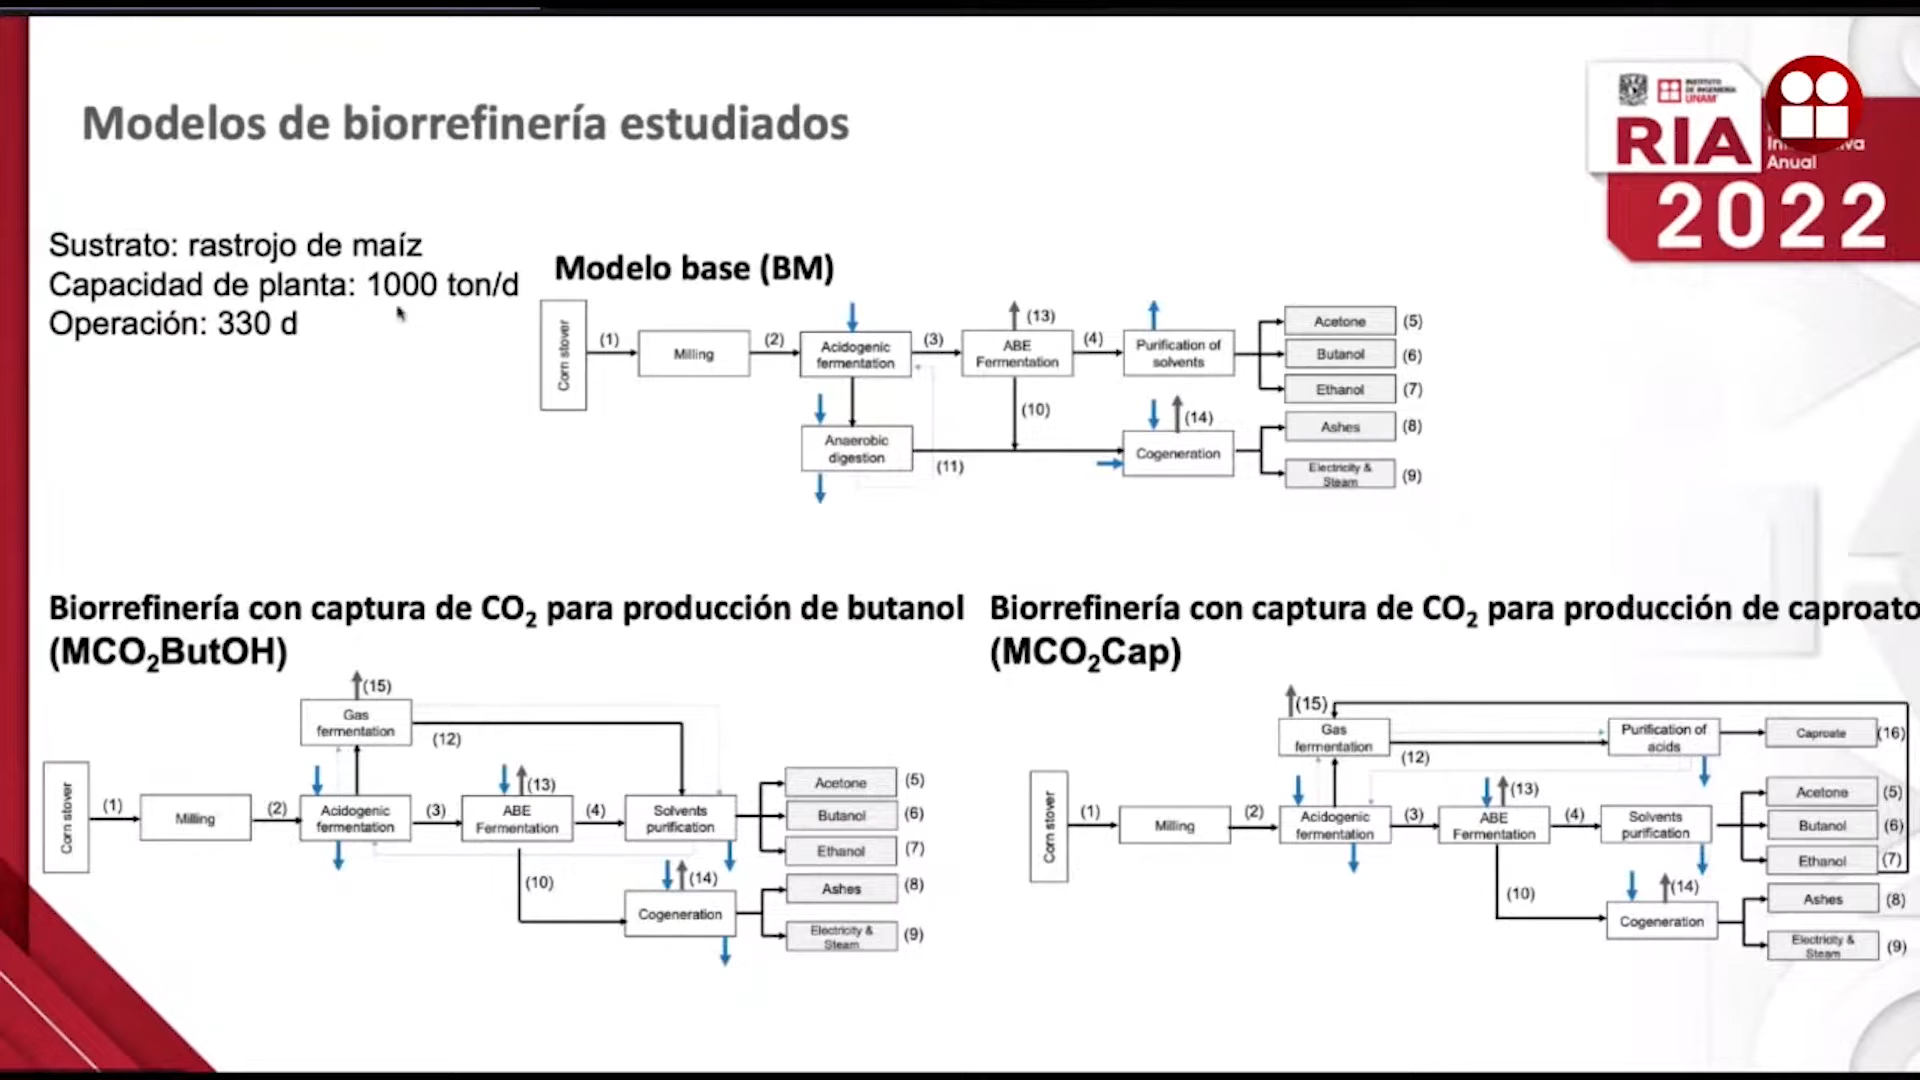 Modelos de biorrefinería estudiados
INSTITUTO
DE INGENIERÍA
UNAM
RIA
Anual
2022
Sustrato: rastrojo de maíz
Capacidad de planta: 1000 ton/d
Operación: 330 d
Modelo base (BM)
Corn stover
(1)
Milling
(2)
Acidogenic
fermentation
(3)
ABE
Fermentation
(13)
(4)
Purification of
solvents
Acetone
(5)
Butanol
(6)
Ethanol
(7)
(10)
Anaerobic
digestion
(11)
(14)
Cogeneration
Ashes
(8)
Electricity &
Steam
(9)
Biorrefinería con captura de CO2 para producción de butanol
(MCO2ButOH)
(15)
Gas
fermentation
(12)
Corn stover
(1)
Milling
(2)
Acidogenic
fermentation
(3)
ABE
Fermentation
(13)
(4)
Solvents
purification
Acetone
(5)
Butanol
(6)
Ethanol
(7)
(10)
(14)
Cogeneration
Ashes
(8)
Electricity &
Steam
(9)
Biorrefinería con captura de CO2 para producción de caproato
(MCO2Cap)
(15)
Gas
fermentation
(12)
Purification of
acids
Caproate
(16)
Corn stover
(1)
Milling
(2)
Acidogenic
fermentation
(3)
ABE
Fermentation
(13)
(4)
Solvents
purification
Acetone
(5)
Butanol
(6)
Ethanol
(7)
(10)
(14)
Cogeneration
Ashes
(8)
Electricity &
Steam
(9)